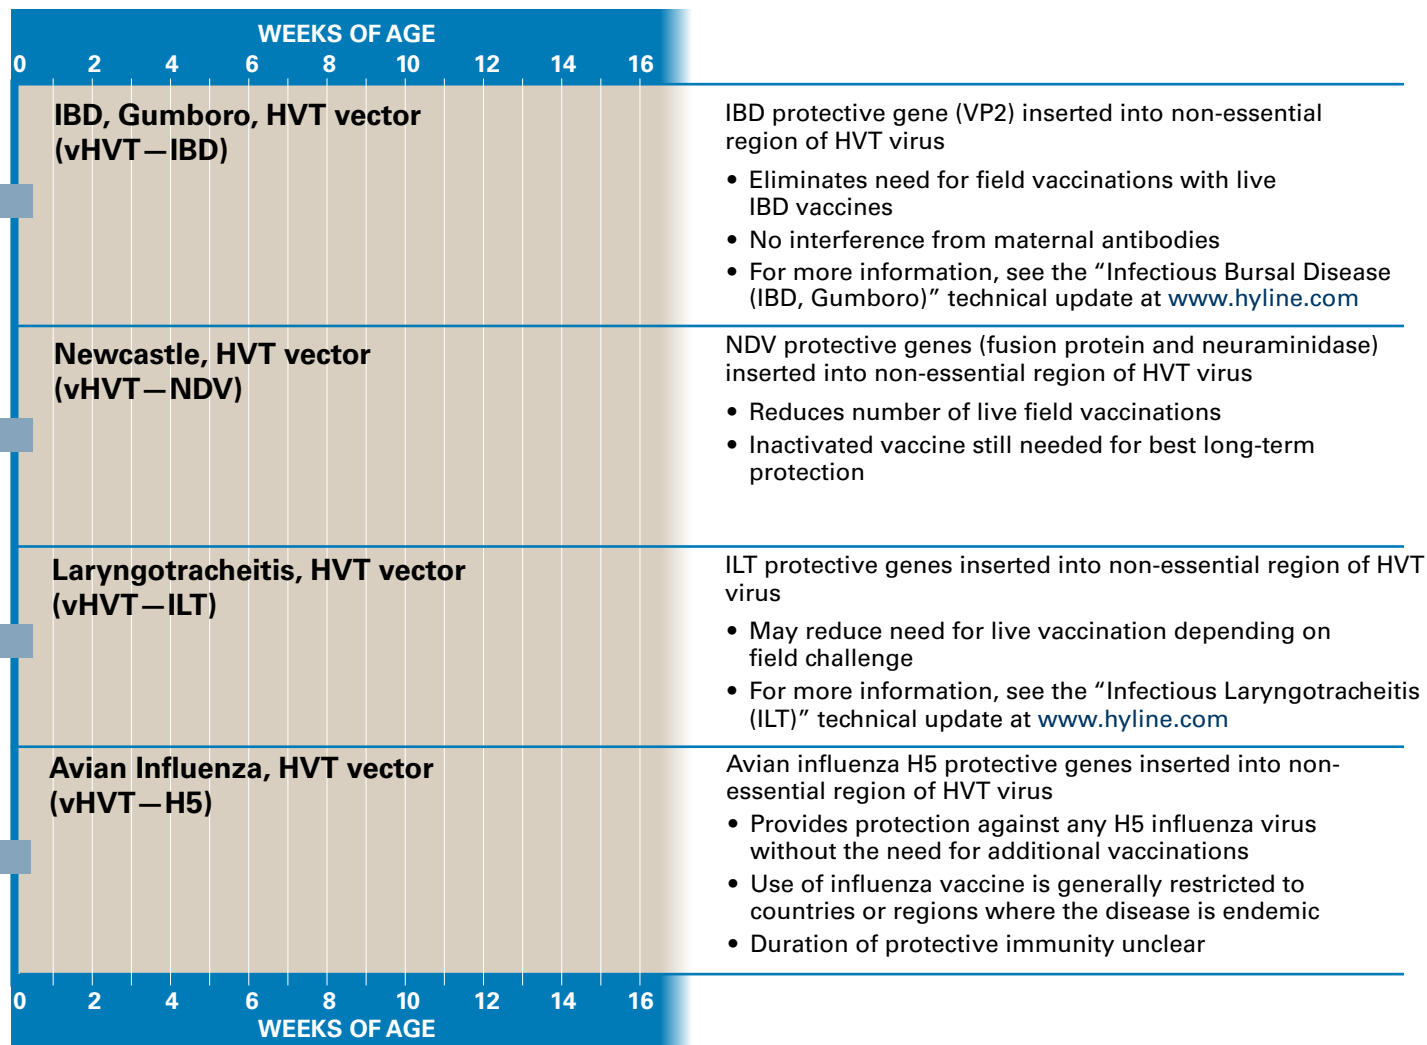 WEEKS OF AGE
0 2 4 6 8 10 12 14 16
IBD, Gumboro, HVT vector
(vHVT—IBD)
IBD protective gene (VP2) inserted into non-essential
region of HVT virus
• Eliminates need for field vaccinations with live
IBD vaccines
• No interference from maternal antibodies
• For more information, see the “Infectious Bursal Disease
(IBD, Gumboro)” technical update at www.hyline.com
Newcastle, HVT vector
(vHVT—NDV)
NDV protective genes (fusion protein and neuraminidase)
inserted into non-essential region of HVT virus
• Reduces number of live field vaccinations
• Inactivated vaccine still needed for best long-term
protection
Laryngotracheitis, HVT vector
(vHVT—ILT)
ILT protective genes inserted into non-essential region of HVT
virus
• May reduce need for live vaccination depending on
field challenge
• For more information, see the “Infectious Laryngotracheitis
(ILT)” technical update at www.hyline.com
Avian Influenza, HVT vector
(vHVT—H5)
Avian influenza H5 protective genes inserted into non-
essential region of HVT virus
• Provides protection against any H5 influenza virus
without the need for additional vaccinations
• Use of influenza vaccine is generally restricted to
countries or regions where the disease is endemic
• Duration of protective immunity unclear
0 2 4 6 8 10 12 14 16
WEEKS OF AGE